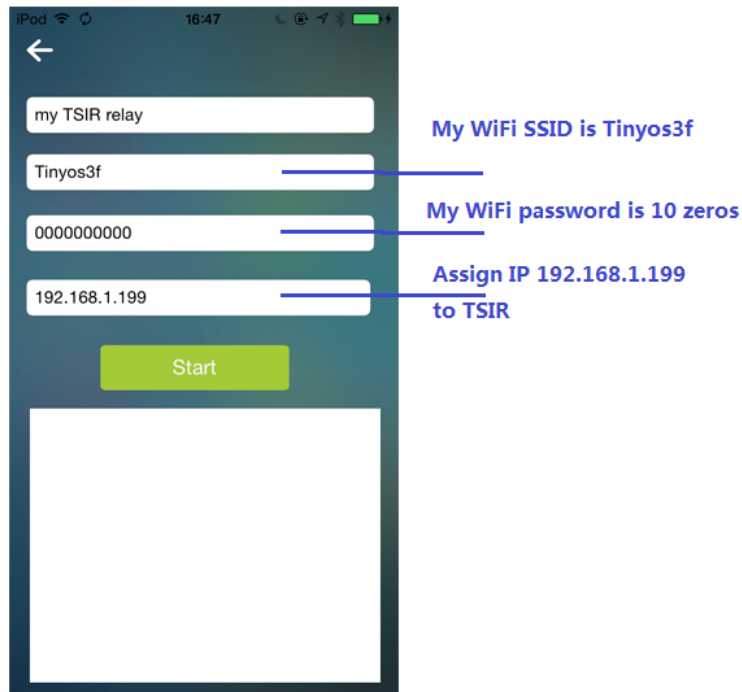 iPod 16:47
my TSIR relay
My WiFi SSID is Tinyos3f
Tinyos3f
My WiFi password is 10 zeros
0000000000
Assign IP 192.168.1.199
to TSIR
192.168.1.199
Start